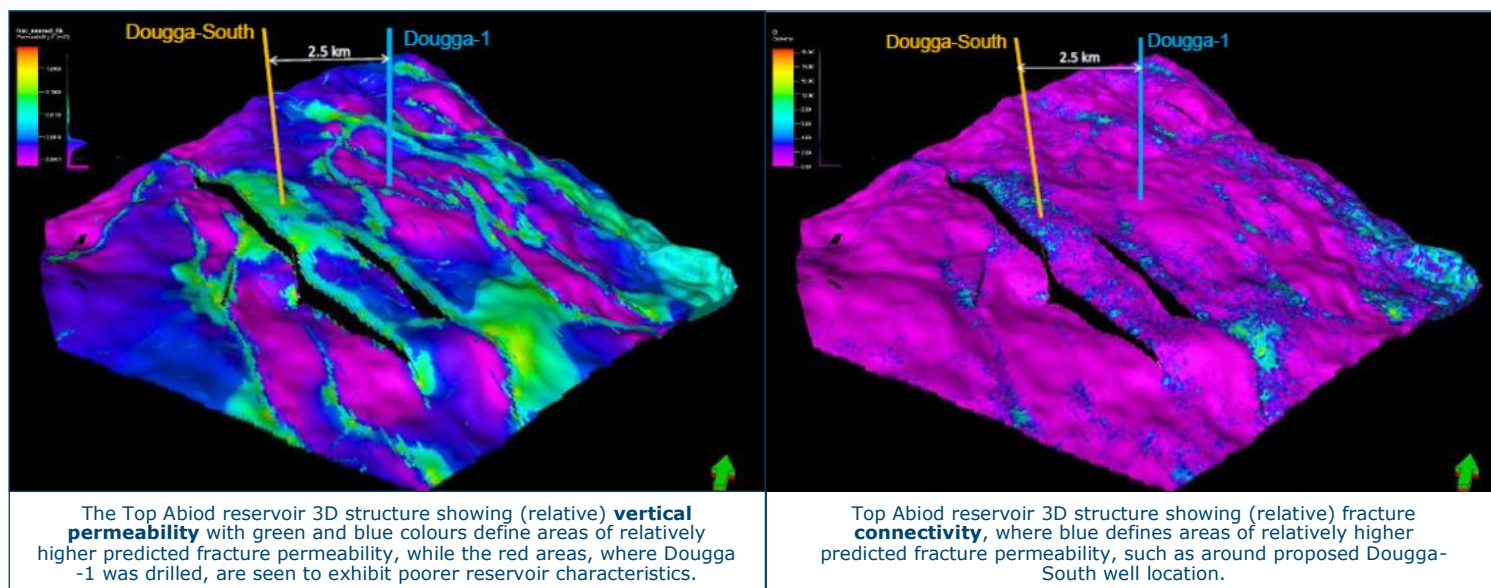 Dougga-South
Dougga-1
2.5 km
Dougga-South
Dougga-1
2.5 km
The Top Abiod reservoir 3D structure showing (relative) vertical
permeability with green and blue colours define areas of relatively
higher predicted fracture permeability, while the red areas, where Dougga
-1 was drilled, are seen to exhibit poorer reservoir characteristics.
Top Abiod reservoir 3D structure showing (relative) fracture
connectivity, where blue defines areas of relatively higher
predicted fracture permeability, such as around proposed Dougga-
South well location.